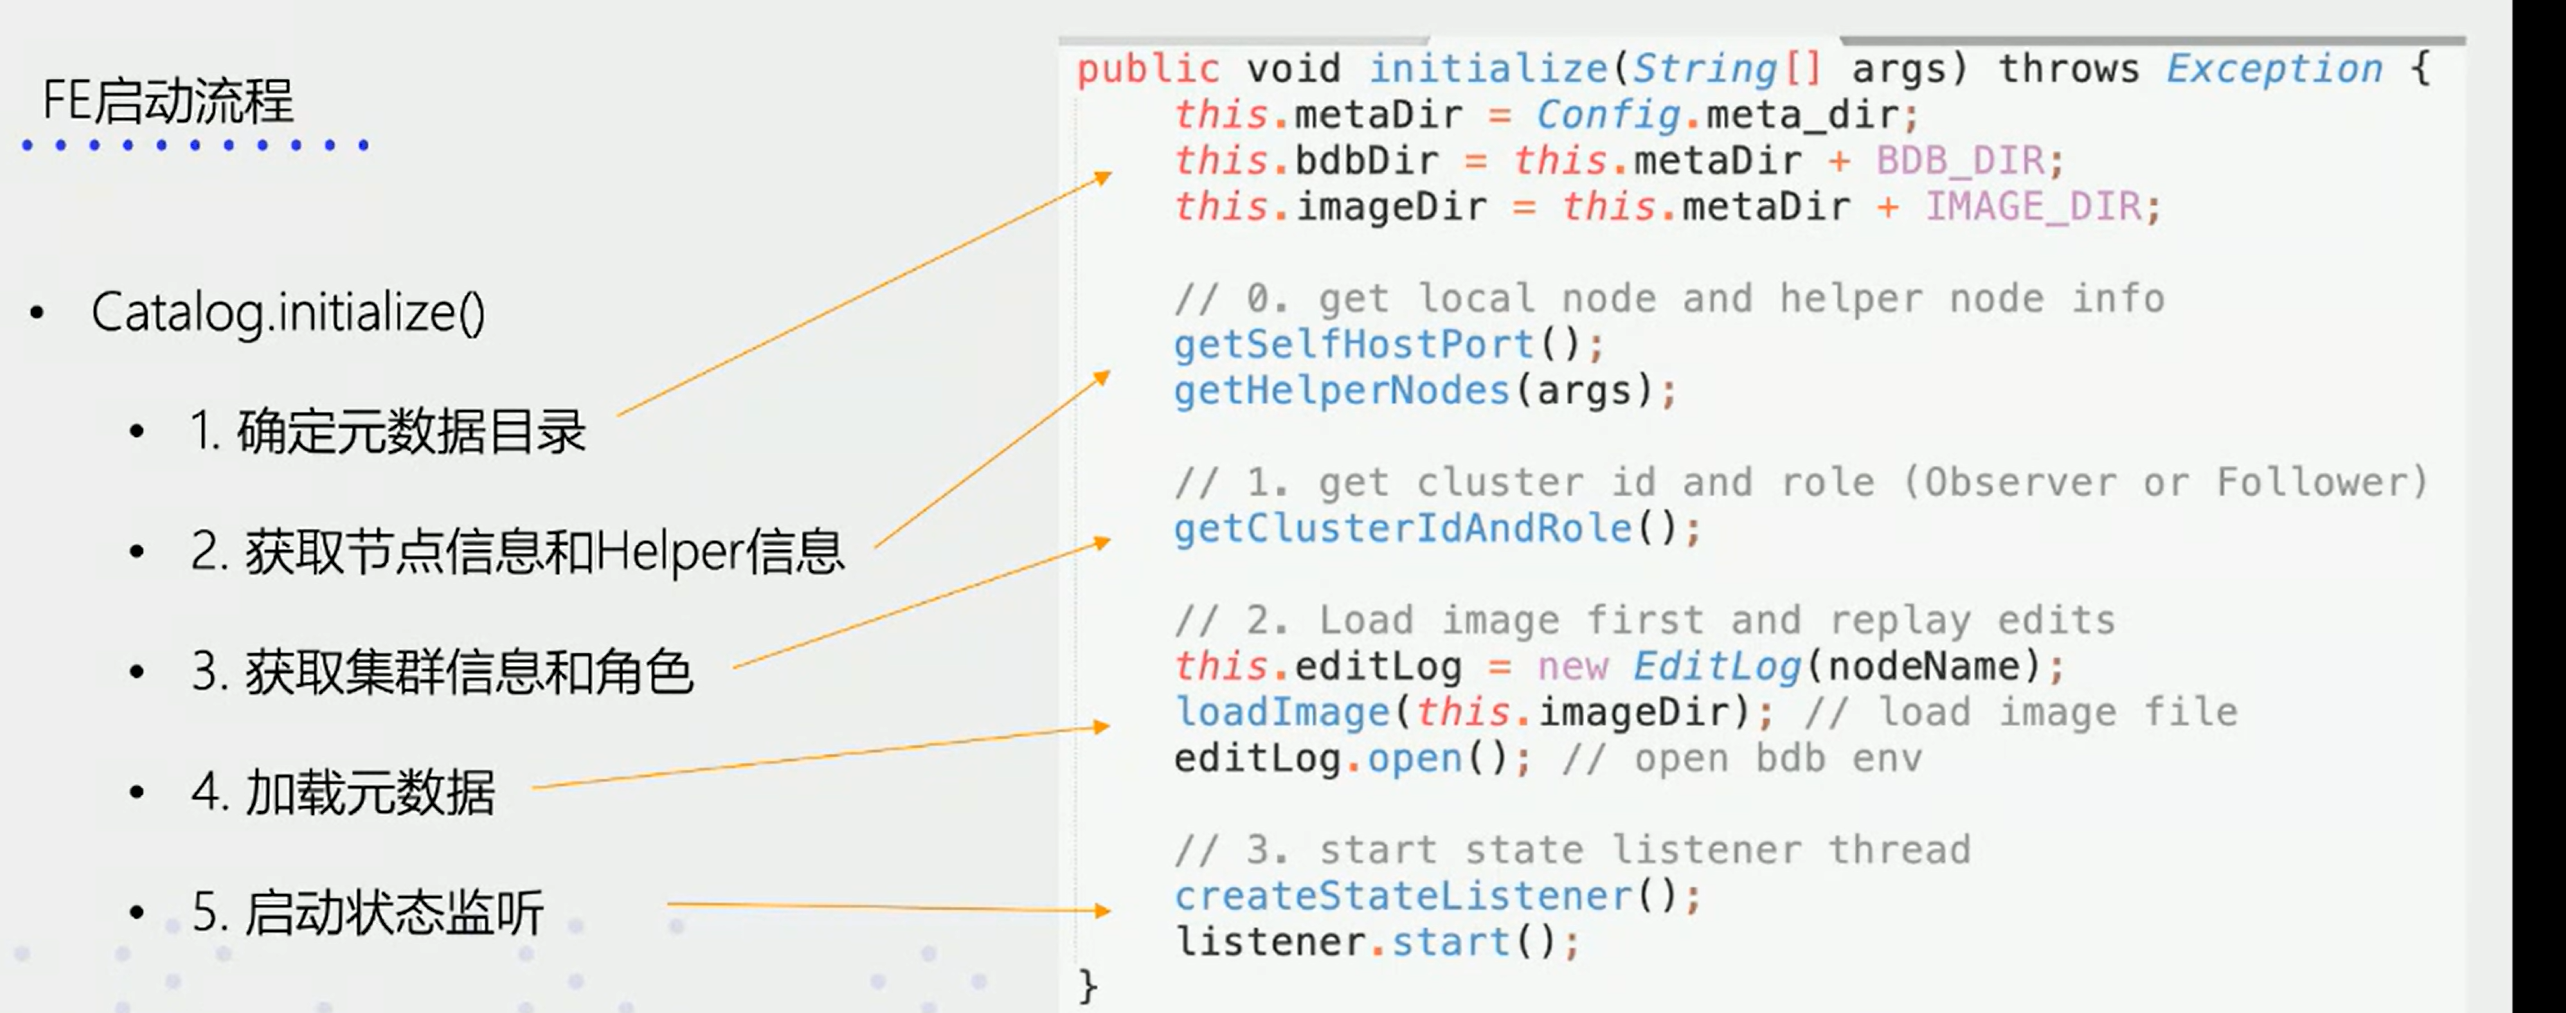 FE启动流程
• Catalog.initialize()
• 1. 确定元数据目录
• 2. 获取节点信息和Helper信息
• 3. 获取集群信息和角色
• 4. 加载元数据
• 5. 启动状态监听
public void initialize(String[] args) throws Exception {
    this.metaDir = Config.meta_dir;
    this.bdbDir = this.metaDir + BDB_DIR;
    this.imageDir = this.metaDir + IMAGE_DIR;
    // 0. get local node and helper node info
    getSelfHostPort();
    getHelperNodes(args);
    // 1. get cluster id and role (Observer or Follower)
    getClusterIdAndRole();
    // 2. Load image first and replay edits
    this.editLog = new EditLog(nodeName);
    loadImage(this.imageDir); // load image file
    editLog.open(); // open bdb env
    // 3. start state listener thread
    createStateListener();
    listener.start();
}